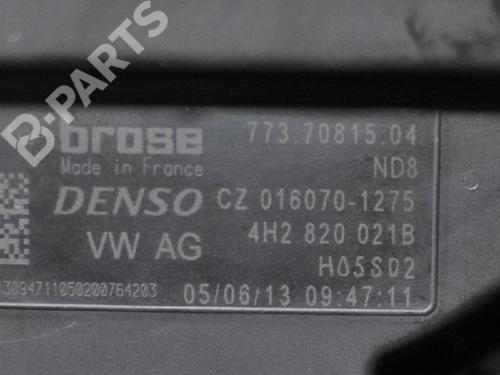 B-PARTS
brose 773.70815.04
Made in France ND8
DENSO CZ 016070-1275
VW AG 4H2 820 021B
H05S02
3094711050200764203 05/06/13 09:47:11